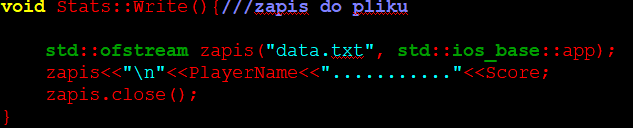 void Stats::Write(){///zapis do pliku
std::ofstream zapis("data.txt", std::ios_base::app);
zapis<<"\n"<<PlayerName<<"..........."<<Score;
zapis.close();
}